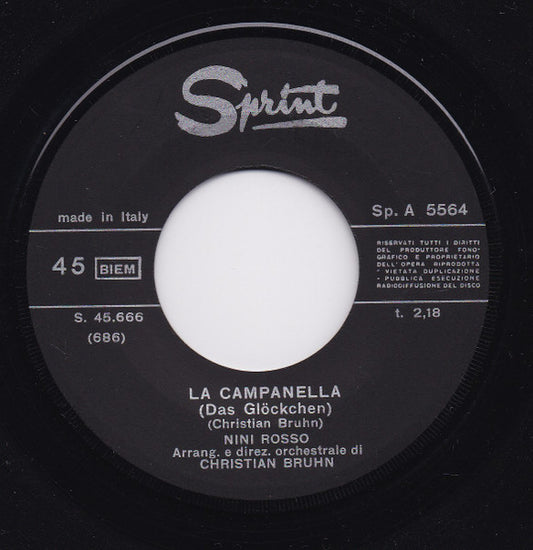 Sprint
made in Italy
Sp. A 5564
45 BIEM
RISERVATI TUTTI I DIRITTI
DEL PRODUTTORE FONO-
GRAFICO E PROPRIETARIO
DELL'OPERA RIPRODOTTA
- VIETATA DUPLICAZIONE
- PUBBLICA ESECUZIONE
RADIODIFFUSIONE DEL DISCO
S. 45.666
(686)
t. 2,18
LA CAMPANELLA
(Das Glöckchen)
(Christian Bruhn)
NINI ROSSO
Arrang. e direz. orchestrale di
CHRISTIAN BRUHN